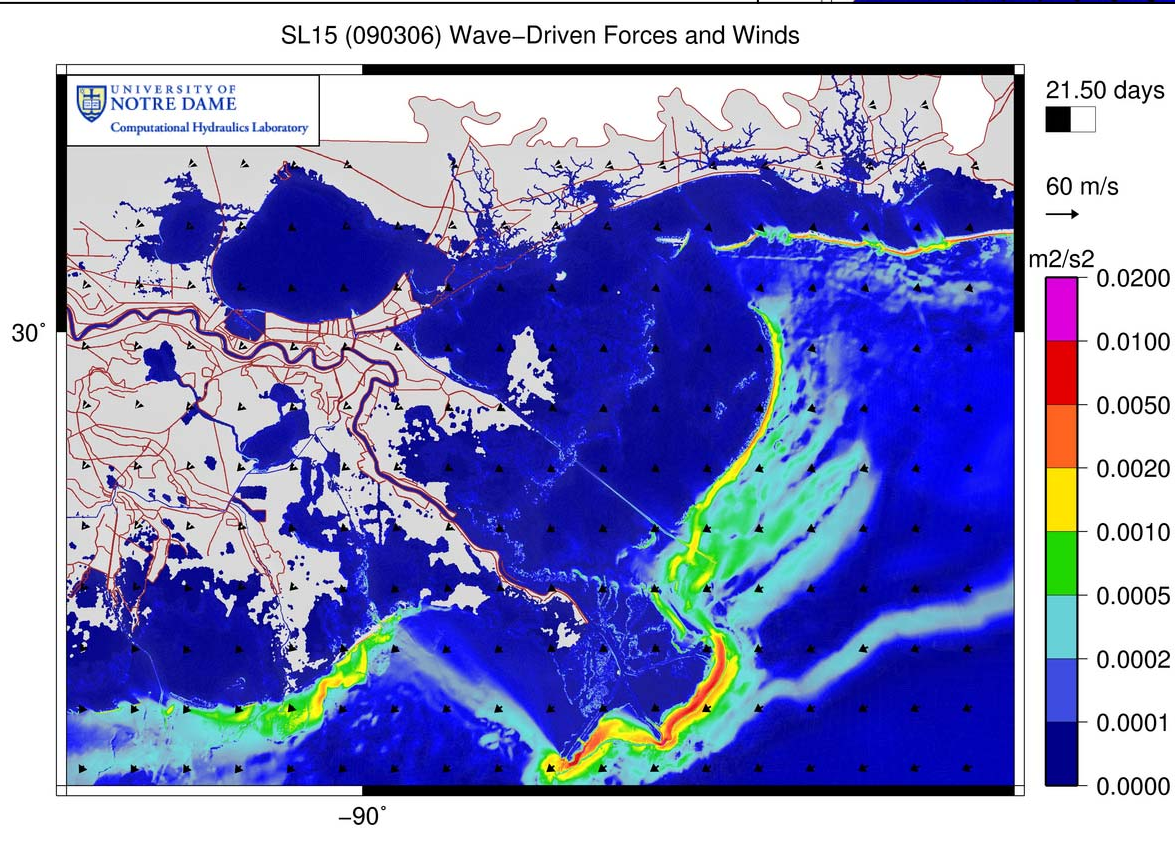 SL15 (090306) Wave−Driven Forces and Winds
UNIVERSITY OF
NOTRE DAME
Computational Hydraulics Laboratory
21.50 days
60 m/s
m2/s2
0.0200
0.0100
0.0050
0.0020
0.0010
0.0005
0.0002
0.0001
0.0000
30˚
−90˚